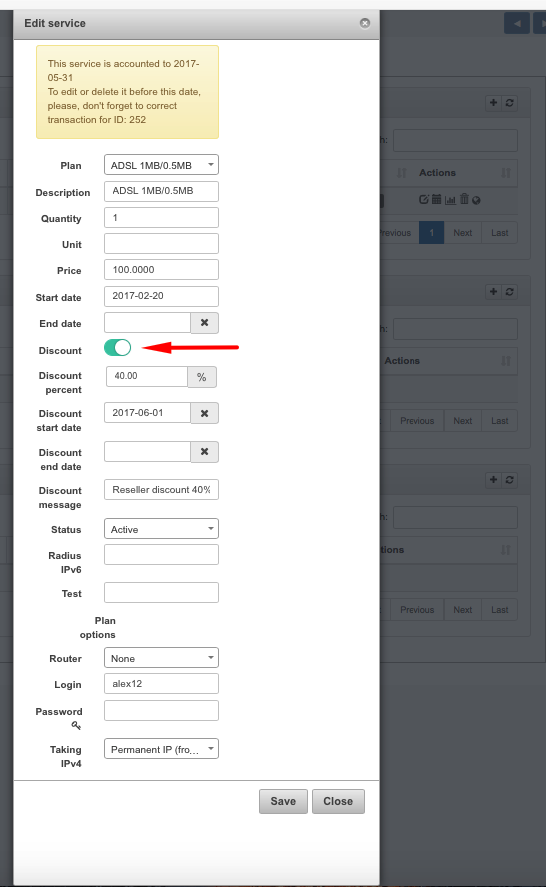 Edit service
This service is accounted to 2017-
05-31
To edit or delete it before this date,
please, don't forget to correct
transaction for ID: 252
Plan
ADSL 1MB/0.5MB
Description
ADSL 1MB/0.5MB
Quantity
1
Unit
Price
100.0000
Start date
2017-02-20
End date
Discount
Discount
percent
40.00
%
Discount
start date
2017-06-01
Discount
end date
Discount
message
Reseller discount 40%
Status
Active
Radius
IPv6
Test
Plan
options
Router
None
Login
alex12
Password
Taking
IPv4
Permanent IP (fro...
Save
Close
h:
Actions
Previous
1
Next
Last
h:
Actions
Previous
Next
Last
h:
tions
Previous
Next
Last